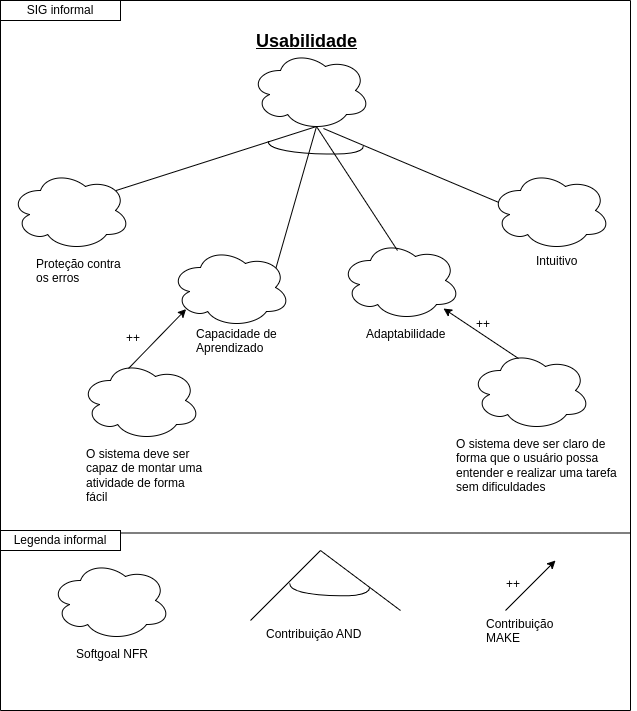 SIG informal
Usabilidade
Proteção contra
os erros
Intuitivo
++
Capacidade de
Aprendizado
Adaptabilidade
++
O sistema deve ser
capaz de montar uma
atividade de forma
fácil
O sistema deve ser claro de
forma que o usuário possa
entender e realizar uma tarefa
sem dificuldades
Legenda informal
Softgoal NFR
Contribuição AND
++
Contribuição
MAKE